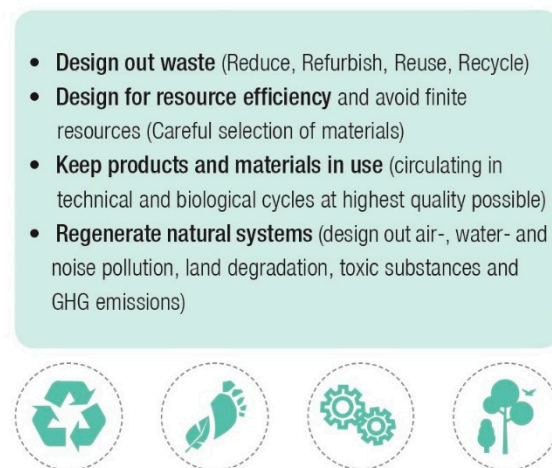 • Design out waste (Reduce, Refurbish, Reuse, Recycle)
• Design for resource efficiency and avoid finite
resources (Careful selection of materials)
• Keep products and materials in use (circulating in
technical and biological cycles at highest quality possible)
• Regenerate natural systems (design out air-, water- and
noise pollution, land degradation, toxic substances and
GHG emissions)